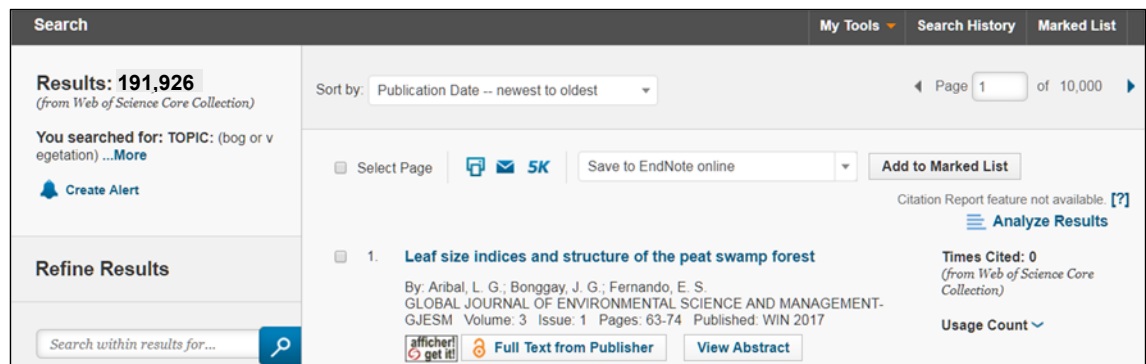 Search
My Tools Search History Marked List
Results: 191,926
(from Web of Science Core Collection)
You searched for: TOPIC: (bog or v
egetation) ...More
Create Alert
Sort by: Publication Date -- newest to oldest
Page 1 of 10,000
Select Page 5K Save to EndNote online Add to Marked List
Citation Report feature not available. [?]
Analyze Results
Refine Results
Search within results for...
1. Leaf size indices and structure of the peat swamp forest
By: Aribal, L. G.; Bonggay, J. G.; Fernando, E. S.
GLOBAL JOURNAL OF ENVIRONMENTAL SCIENCE AND MANAGEMENT-
GJESM Volume: 3 Issue: 1 Pages: 63-74 Published: WIN 2017
afficher!
get it!
Full Text from Publisher View Abstract
Times Cited: 0
(from Web of Science Core
Collection)
Usage Count